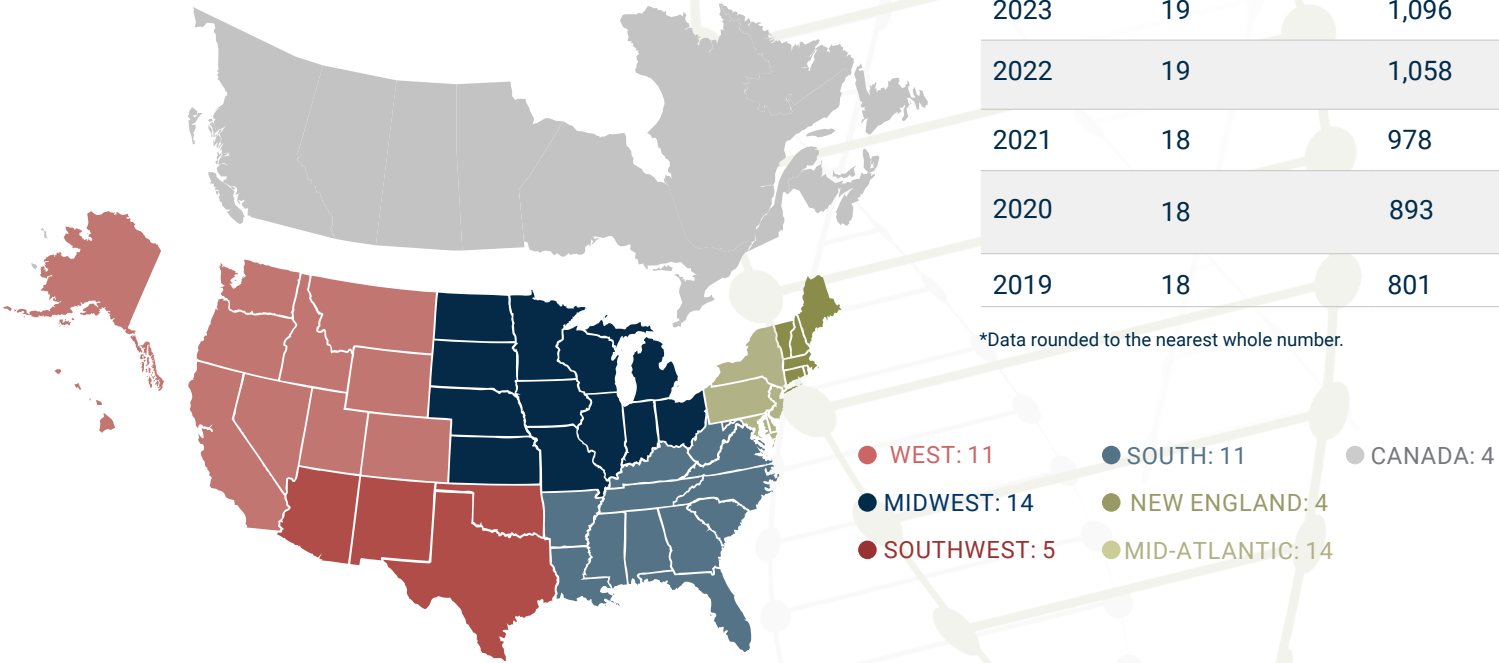 2023 19 1,096
2022 19 1,058
2021 18 978
2020 18 893
2019 18 801
*Data rounded to the nearest whole number.
WEST: 11 SOUTH: 11 CANADA: 4
MIDWEST: 14 NEW ENGLAND: 4
SOUTHWEST: 5 MID-ATLANTIC: 14